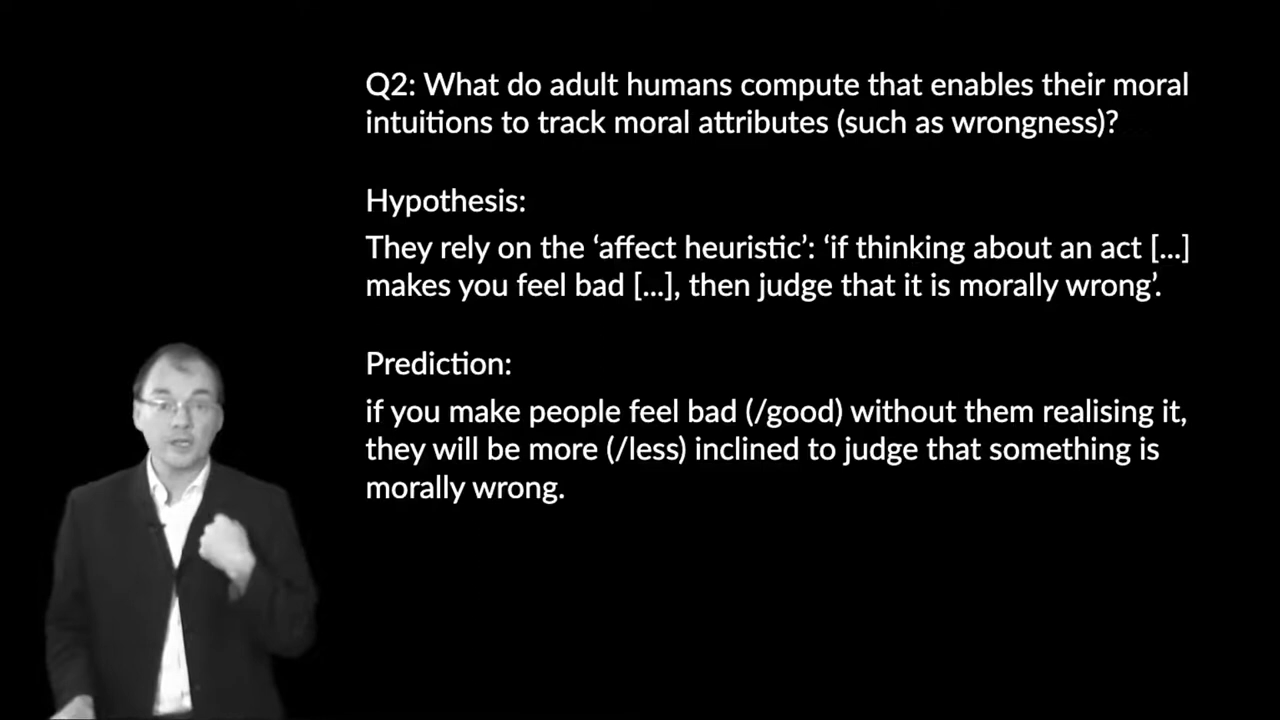 Q2: What do adult humans compute that enables their moral
intuitions to track moral attributes (such as wrongness)?
Hypothesis:
They rely on the ‘affect heuristic’: ‘if thinking about an act [...]
makes you feel bad [...], then judge that it is morally wrong’.
Prediction:
if you make people feel bad (/good) without them realising it,
they will be more (/less) inclined to judge that something is
morally wrong.